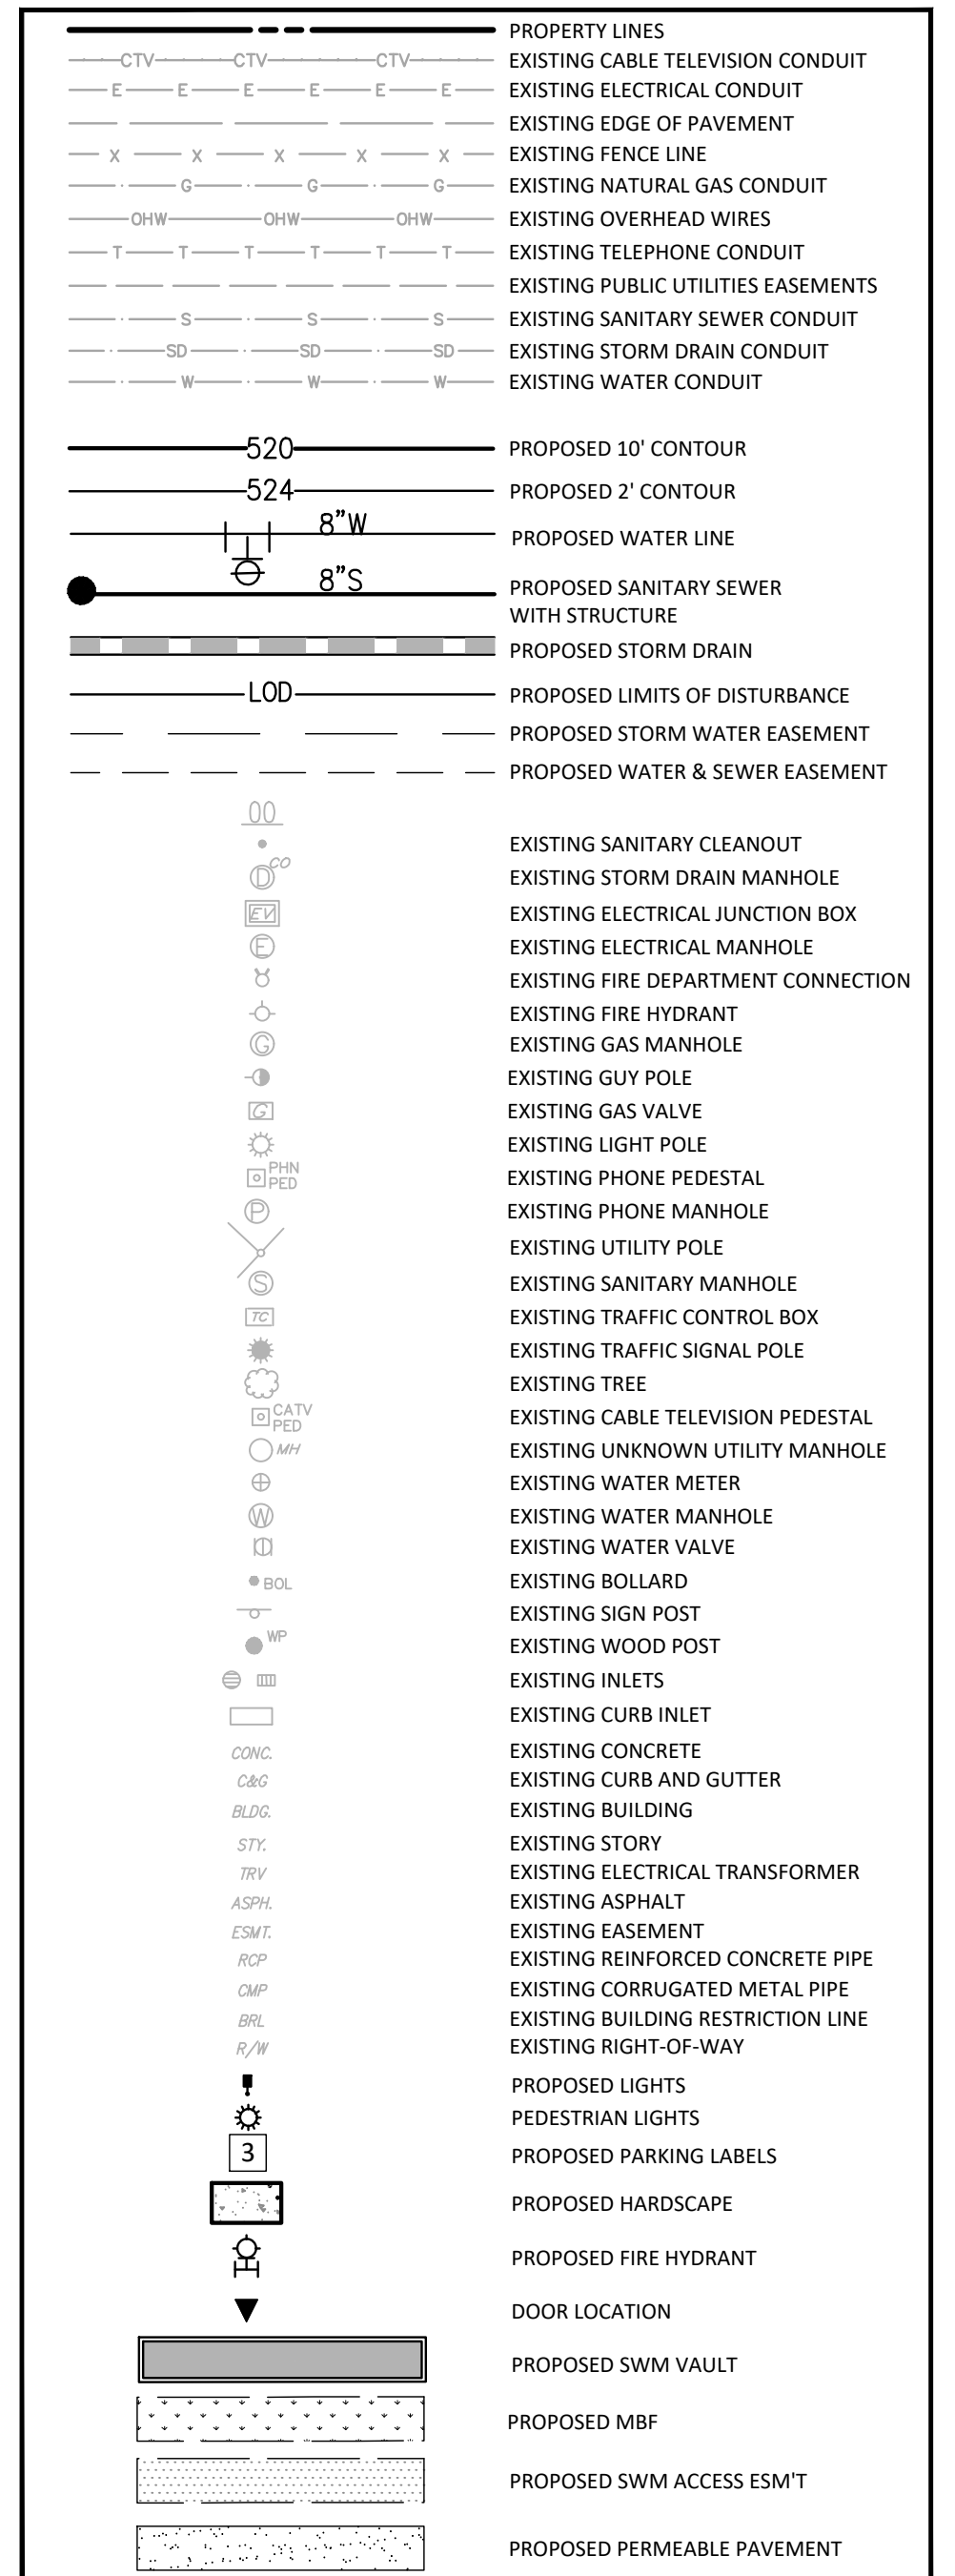 PROPERTY LINES
CTV CTV CTV EXISTING CABLE TELEVISION CONDUIT
E E E E E E EXISTING ELECTRICAL CONDUIT
EXISTING EDGE OF PAVEMENT
X X X X X EXISTING FENCE LINE
G G G EXISTING NATURAL GAS CONDUIT
OHW OHW OHW EXISTING OVERHEAD WIRES
T T T T T T EXISTING TELEPHONE CONDUIT
EXISTING PUBLIC UTILITIES EASEMENTS
S S S EXISTING SANITARY SEWER CONDUIT
SD SD SD EXISTING STORM DRAIN CONDUIT
W W W EXISTING WATER CONDUIT
520 PROPOSED 10' CONTOUR
524 PROPOSED 2' CONTOUR
8"W PROPOSED WATER LINE
8"S PROPOSED SANITARY SEWER
WITH STRUCTURE
PROPOSED STORM DRAIN
LOD PROPOSED LIMITS OF DISTURBANCE
PROPOSED STORM WATER EASEMENT
PROPOSED WATER & SEWER EASEMENT
EXISTING SANITARY CLEANOUT
D CO EXISTING STORM DRAIN MANHOLE
EV EXISTING ELECTRICAL JUNCTION BOX
E EXISTING ELECTRICAL MANHOLE
EXISTING FIRE DEPARTMENT CONNECTION
EXISTING FIRE HYDRANT
G EXISTING GAS MANHOLE
EXISTING GUY POLE
G EXISTING GAS VALVE
EXISTING LIGHT POLE
PHN PED EXISTING PHONE PEDESTAL
P EXISTING PHONE MANHOLE
EXISTING UTILITY POLE
S EXISTING SANITARY MANHOLE
TC EXISTING TRAFFIC CONTROL BOX
EXISTING TRAFFIC SIGNAL POLE
EXISTING TREE
CATV PED EXISTING CABLE TELEVISION PEDESTAL
MH EXISTING UNKNOWN UTILITY MANHOLE
EXISTING WATER METER
W EXISTING WATER MANHOLE
EXISTING WATER VALVE
BOL EXISTING BOLLARD
EXISTING SIGN POST
WP EXISTING WOOD POST
EXISTING INLETS
EXISTING CURB INLET
CONC. EXISTING CONCRETE
C&G EXISTING CURB AND GUTTER
BLDG. EXISTING BUILDING
STY. EXISTING STORY
TRV EXISTING ELECTRICAL TRANSFORMER
ASPH. EXISTING ASPHALT
ESMT. EXISTING EASEMENT
RCP EXISTING REINFORCED CONCRETE PIPE
CMP EXISTING CORRUGATED METAL PIPE
BRL EXISTING BUILDING RESTRICTION LINE
R/W EXISTING RIGHT-OF-WAY
PROPOSED LIGHTS
PEDESTRIAN LIGHTS
3 PROPOSED PARKING LABELS
PROPOSED HARDSCAPE
PROPOSED FIRE HYDRANT
DOOR LOCATION
PROPOSED SWM VAULT
PROPOSED MBF
PROPOSED SWM ACCESS ESM'T
PROPOSED PERMEABLE PAVEMENT